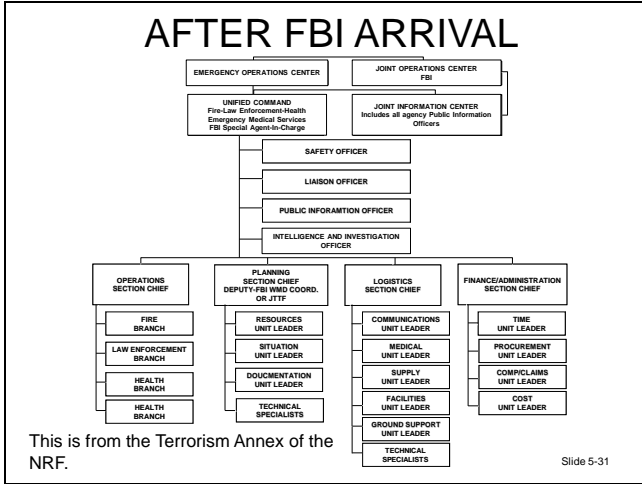 AFTER FBI ARRIVAL
EMERGENCY OPERATIONS CENTER
JOINT OPERATIONS CENTER
FBI
UNIFIED COMMAND
Fire-Law Enforcement-Health
Emergency Medical Services
FBI Special Agent-In-Charge
JOINT INFORMATION CENTER
Includes all agency Public Information
Officers
SAFETY OFFICER
LIAISON OFFICER
PUBLIC INFORAMTION OFFICER
INTELLIGENCE AND INVESTIGATION
OFFICER
OPERATIONS
SECTION CHIEF
FIRE
BRANCH
LAW ENFORCEMENT
BRANCH
HEALTH
BRANCH
HEALTH
BRANCH
PLANNING
SECTION CHIEF
DEPUTY-FBI WMD COORD.
OR JTTF
RESOURCES
UNIT LEADER
SITUATION
UNIT LEADER
DOUCMENTATION
UNIT LEADER
TECHNICAL
SPECIALISTS
LOGISTICS
SECTION CHIEF
COMMUNICATIONS
UNIT LEADER
MEDICAL
UNIT LEADER
SUPPLY
UNIT LEADER
FACILITIES
UNIT LEADER
GROUND SUPPORT
UNIT LEADER
TECHNICAL
SPECIALISTS
FINANCE/ADMINISTRATION
SECTION CHIEF
TIME
UNIT LEADER
PROCUREMENT
UNIT LEADER
COMP/CLAIMS
UNIT LEADER
COST
UNIT LEADER
This is from the Terrorism Annex of the
NRF.
Slide 5-31